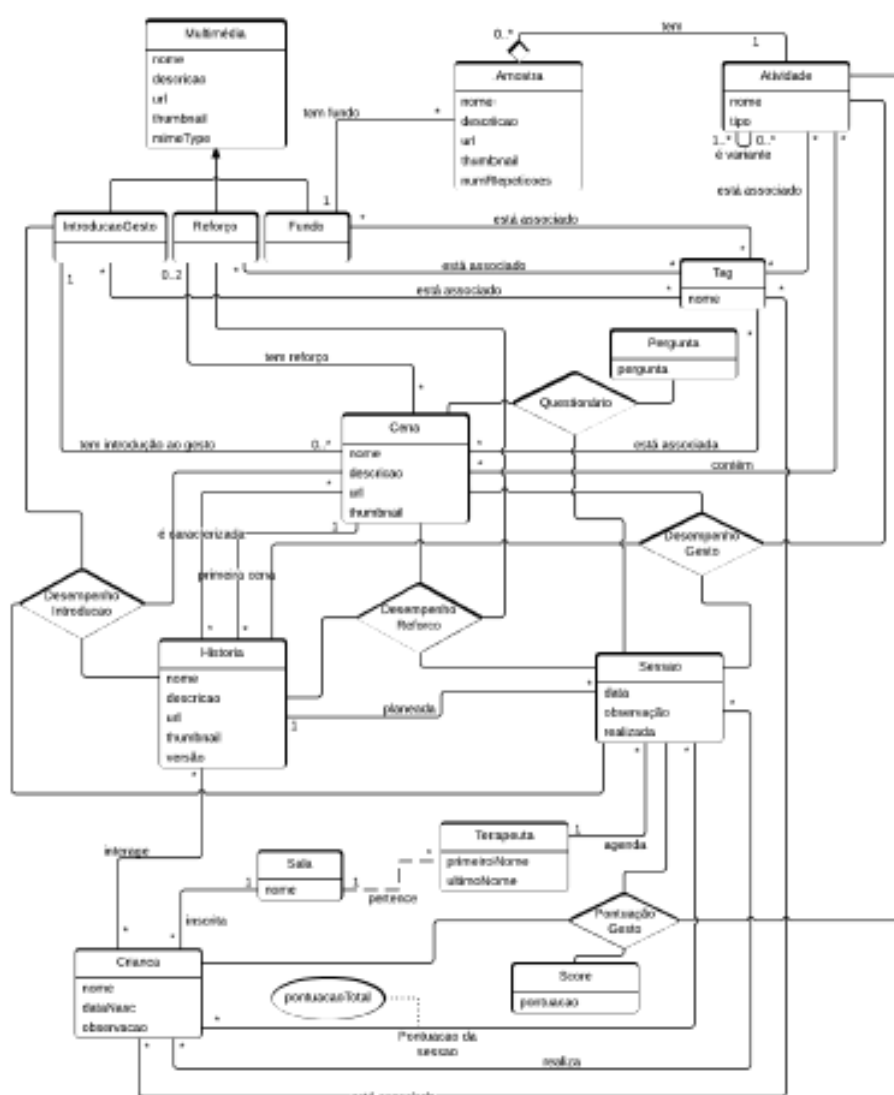 Multimédia
nome
descricao
url
thumbnail
mimeType
0..*
tem
1
Amostra
nome
descricao
url
thumbnail
numRepeticoes
Atividade
nome
tipo
1..*
0..*
é variante
tem fundo
*
1
está associado
IntroducaoGesto
Reforço
Fundo
*
está associado
*
1
*
0..2
*
está associado
*
*
está associado
*
Tag
nome
*
*
*
*
*
Pergunta
pergunta
tem reforço
*
Questionário
Cena
nome
descricao
url
thumbnail
tem introdução ao gesto
0..*
*
está associada
*
contém
*
é caracterizada
1
primeira cena
Desempenho
Gesto
Desempenho
Introducao
Desempenho
Reforco
*
*
Historia
nome
descricao
url
thumbnail
versão
Sessao
data
observação
realizada
*
planeada
1
*
*
*
*
interage
Sala
nome
1
1
pertence
*
Terapeuta
primeiroNome
ultimoNome
1
agenda
inscrita
*
*
Pontuação
Gesto
Crianca
nome
dataNasc
observacao
pontuacaoTotal
Score
pontuacao
*
Pontuacao da
sessao
*
*
realiza